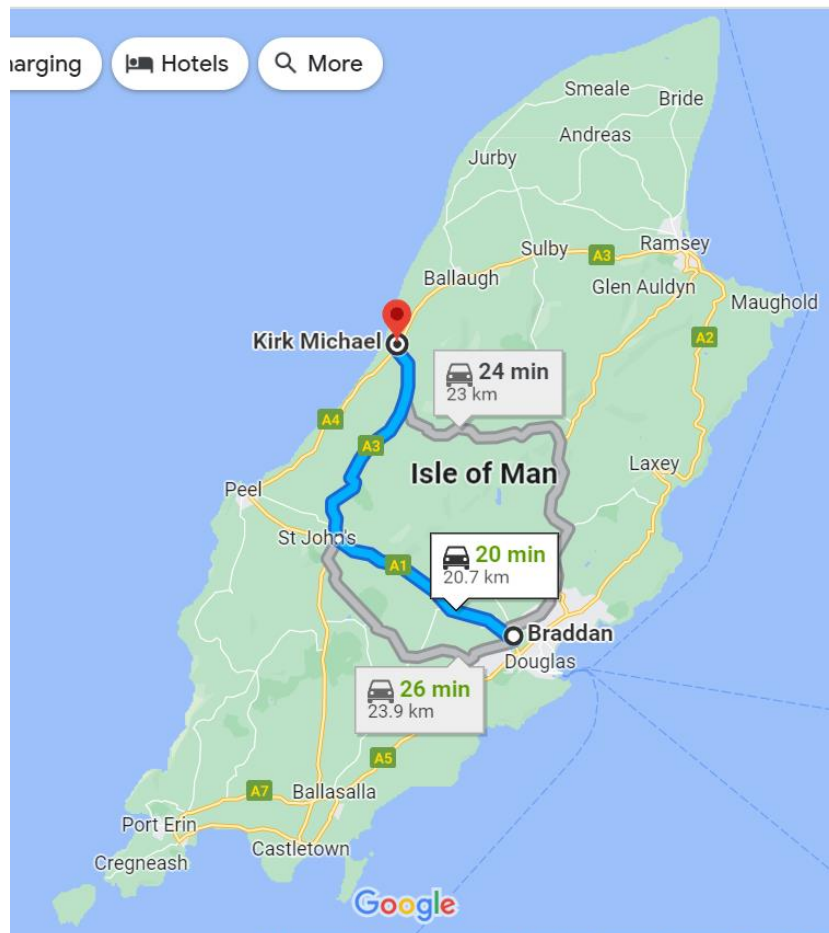 harging
Hotels
More
Smeale
Bride
Andreas
Jurby
Ramsey
Sulby
A3
Ballaugh
Glen Auldyn
Maughold
A2
Kirk Michael
24 min
23 km
A4
A3
Isle of Man
Laxey
Peel
St John's
20 min
20.7 km
A1
Braddan
Douglas
26 min
23.9 km
A5
A7
Ballasalla
Port Erin
Castletown
Cregneash
Google